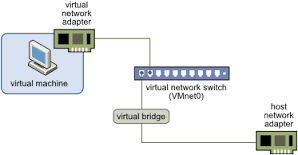 virtual
network
adapter
virtual machine
virtual network switch
(VMnet0)
virtual bridge
host
network
adapter